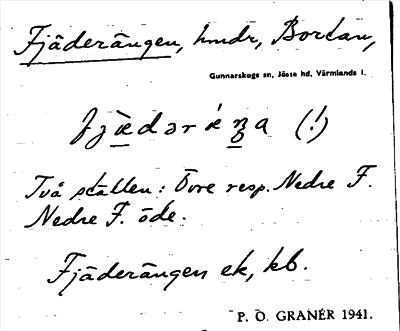 Fjäderängen, hmdr, Bortan,
Gunnarskogs sn, Jösse hd, Värmlands l.
(!)
Två ställen: Övre resp. Nedre F.
Nedre F. öde.
Fjäderängen ek, kb.
P. O. GRANÉR 1941.